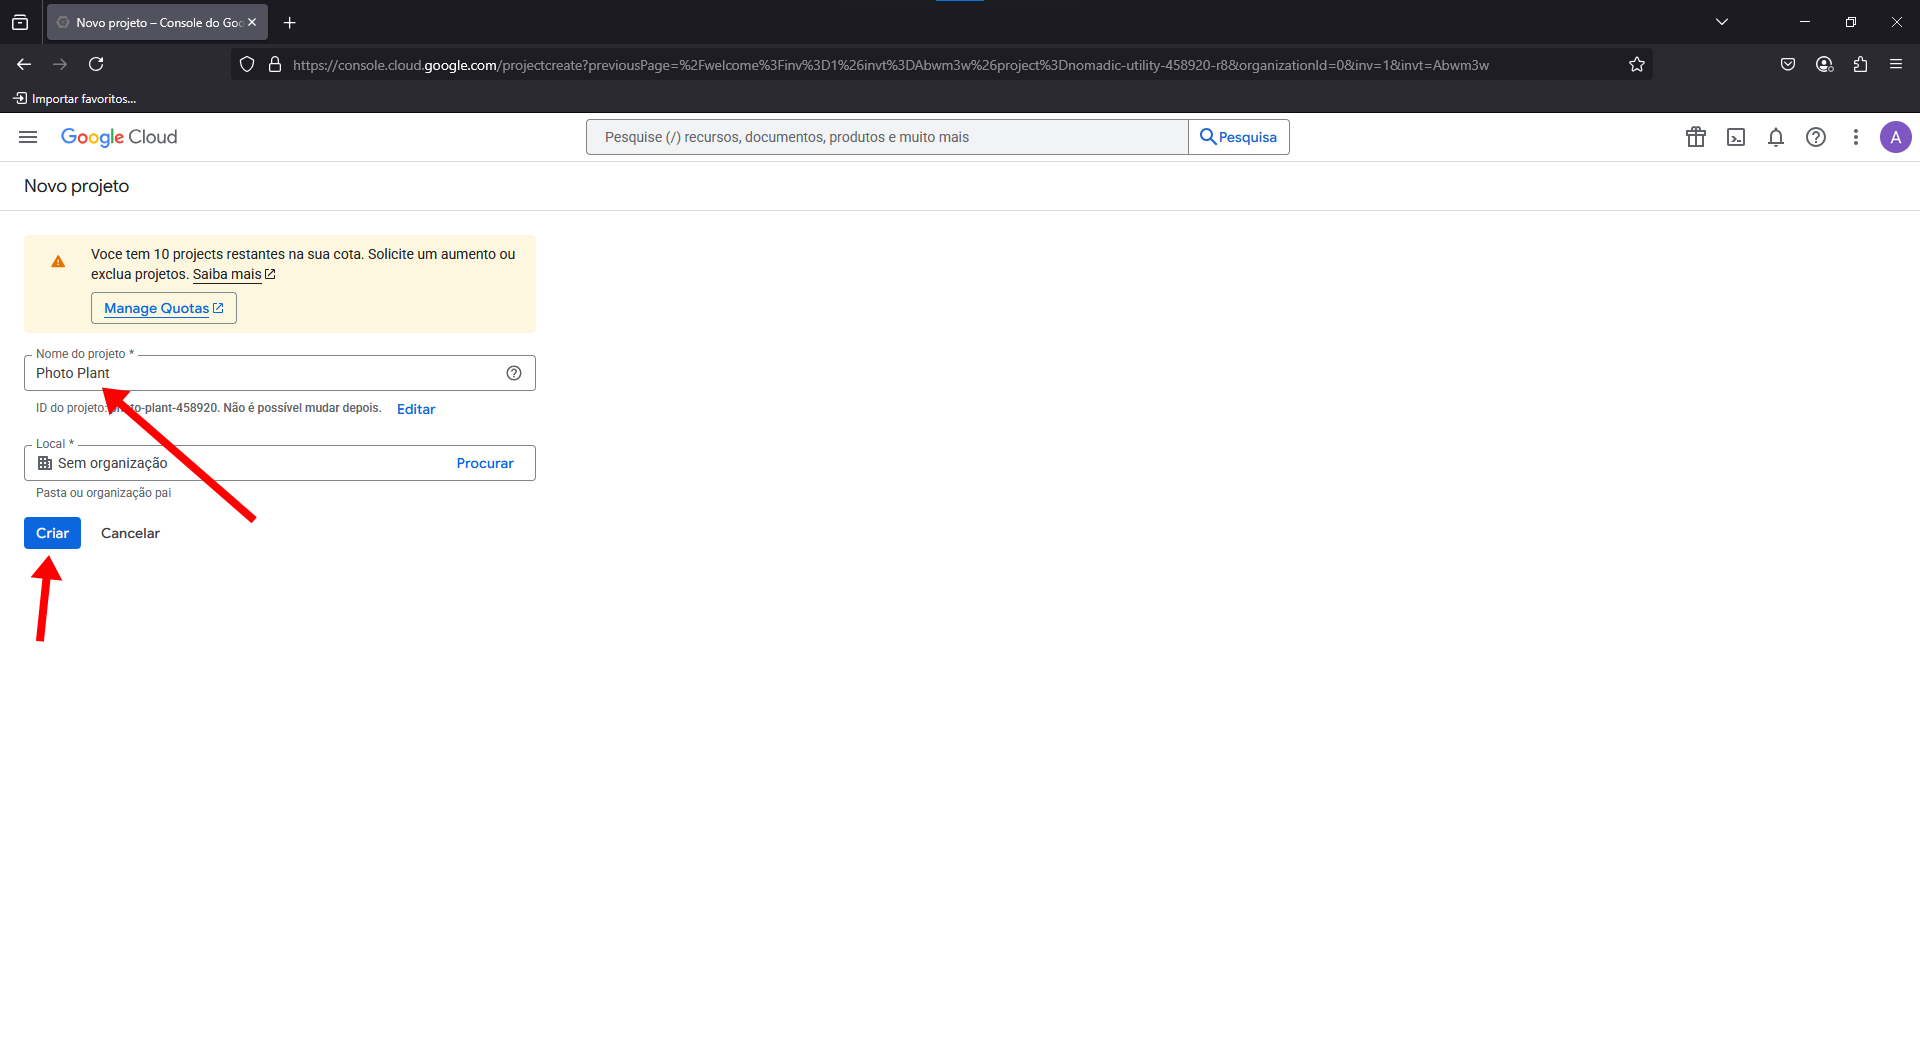 Novo projeto – Console do Goo
https://console.cloud.google.com/projectcreate?previousPage=%2Fwelcome%3Finv%3D1%26invt%3DAbwm3w%26project%3Dnomadic-utility-458920-r8&organizationId=0&inv=1&invt=Abwm3w
Importar favoritos...
Google Cloud
Pesquise (/) recursos, documentos, produtos e muito mais
Pesquisa
A
Novo projeto
Voce tem 10 projects restantes na sua cota. Solicite um aumento ou
exclua projetos. Saiba mais
Manage Quotas
Nome do projeto *
Photo Plant
ID do projeto: photo-plant-458920. Não é possível mudar depois. Editar
Local *
Sem organização
Procurar
Pasta ou organização pai
Criar
Cancelar